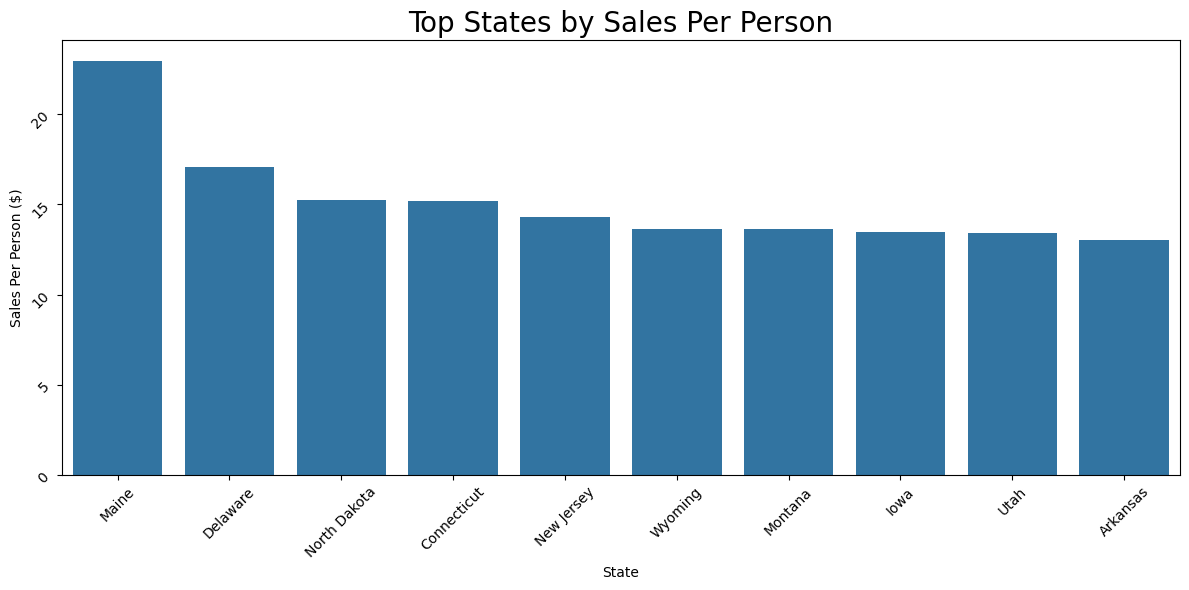 Top States by Sales Per Person
Sales Per Person ($)
20
15
10
5
0
Maine
Delaware
North Dakota
Connecticut
New Jersey
Wyoming
Montana
Iowa
Utah
Arkansas
State